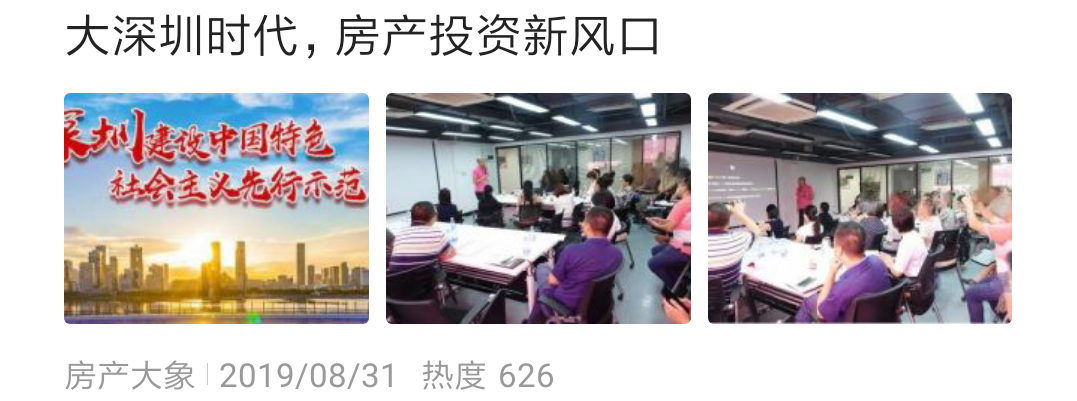 大深圳时代，房产投资新风口
深圳建设中国特色
社会主义先行示范
房产大象 2019/08/31 热度 626